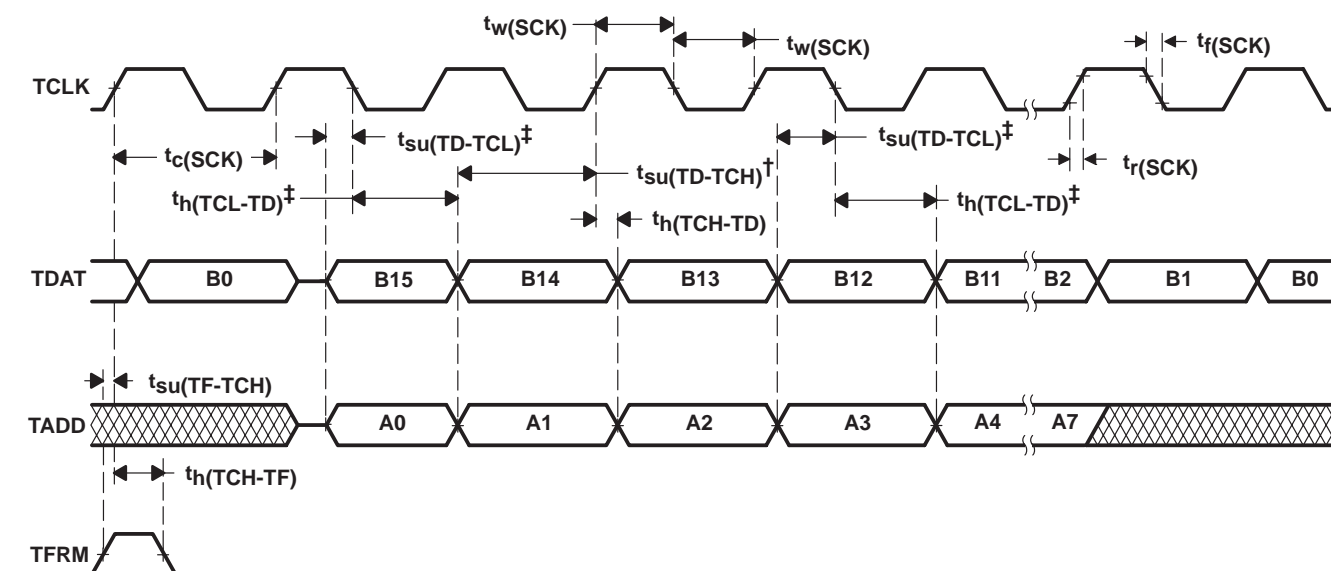 tw(SCK)
tw(SCK)
tf(SCK)
TCLK
tsu(TD-TCL)‡
tsu(TD-TCL)‡
tc(SCK)
tr(SCK)
tsu(TD-TCH)†
th(TCL-TD)‡
th(TCL-TD)‡
th(TCH-TD)
TDAT B0 B15 B14 B13 B12 B11 B2 B1 B0
tsu(TF-TCH)
TADD A0 A1 A2 A3 A4 A7
th(TCH-TF)
TFRM